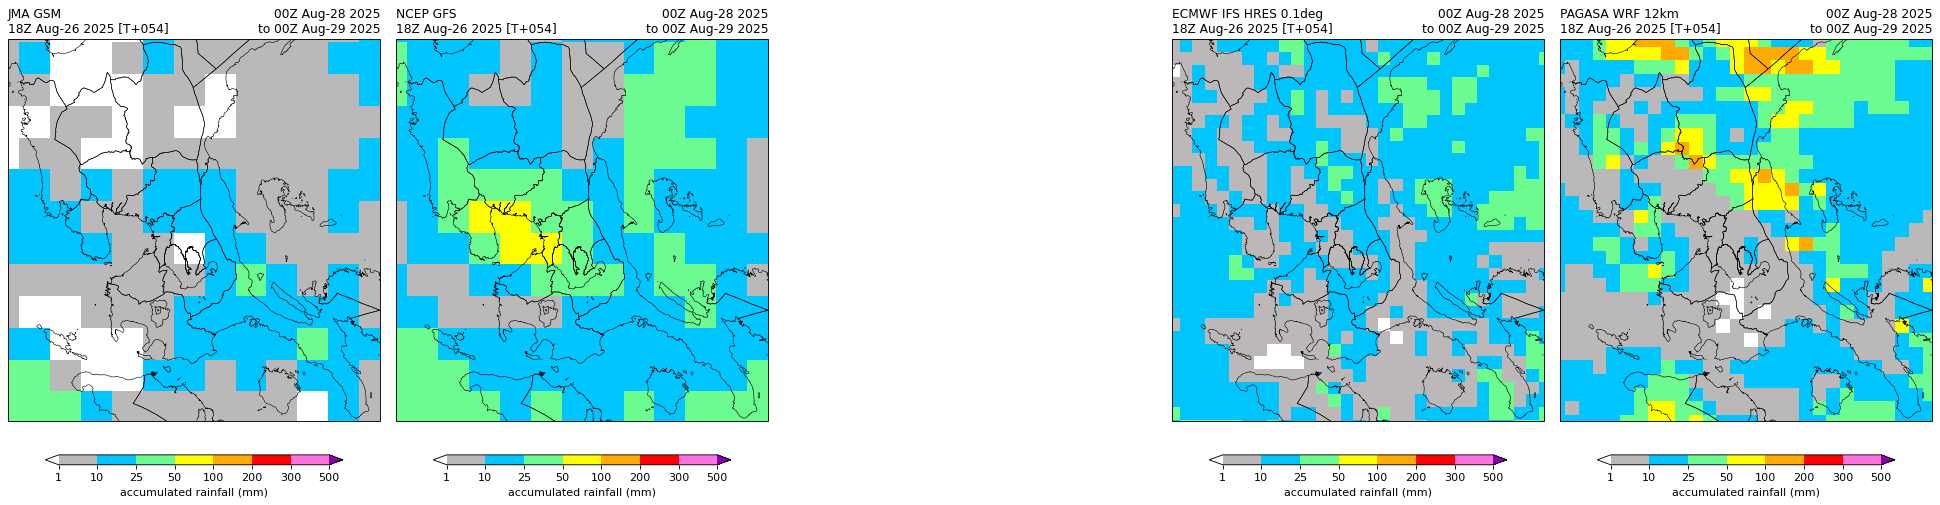 JMA GSM 00Z Aug-28 2025
18Z Aug-26 2025 [T+054] to 00Z Aug-29 2025
1 10 25 50 100 200 300 500
accumulated rainfall (mm)
NCEP GFS 00Z Aug-28 2025
18Z Aug-26 2025 [T+054] to 00Z Aug-29 2025
1 10 25 50 100 200 300 500
accumulated rainfall (mm)
ECMWF IFS HRES 0.1deg 00Z Aug-28 2025
18Z Aug-26 2025 [T+054] to 00Z Aug-29 2025
1 10 25 50 100 200 300 500
accumulated rainfall (mm)
PAGASA WRF 12km 00Z Aug-28 2025
18Z Aug-26 2025 [T+054] to 00Z Aug-29 2025
1 10 25 50 100 200 300 500
accumulated rainfall (mm)